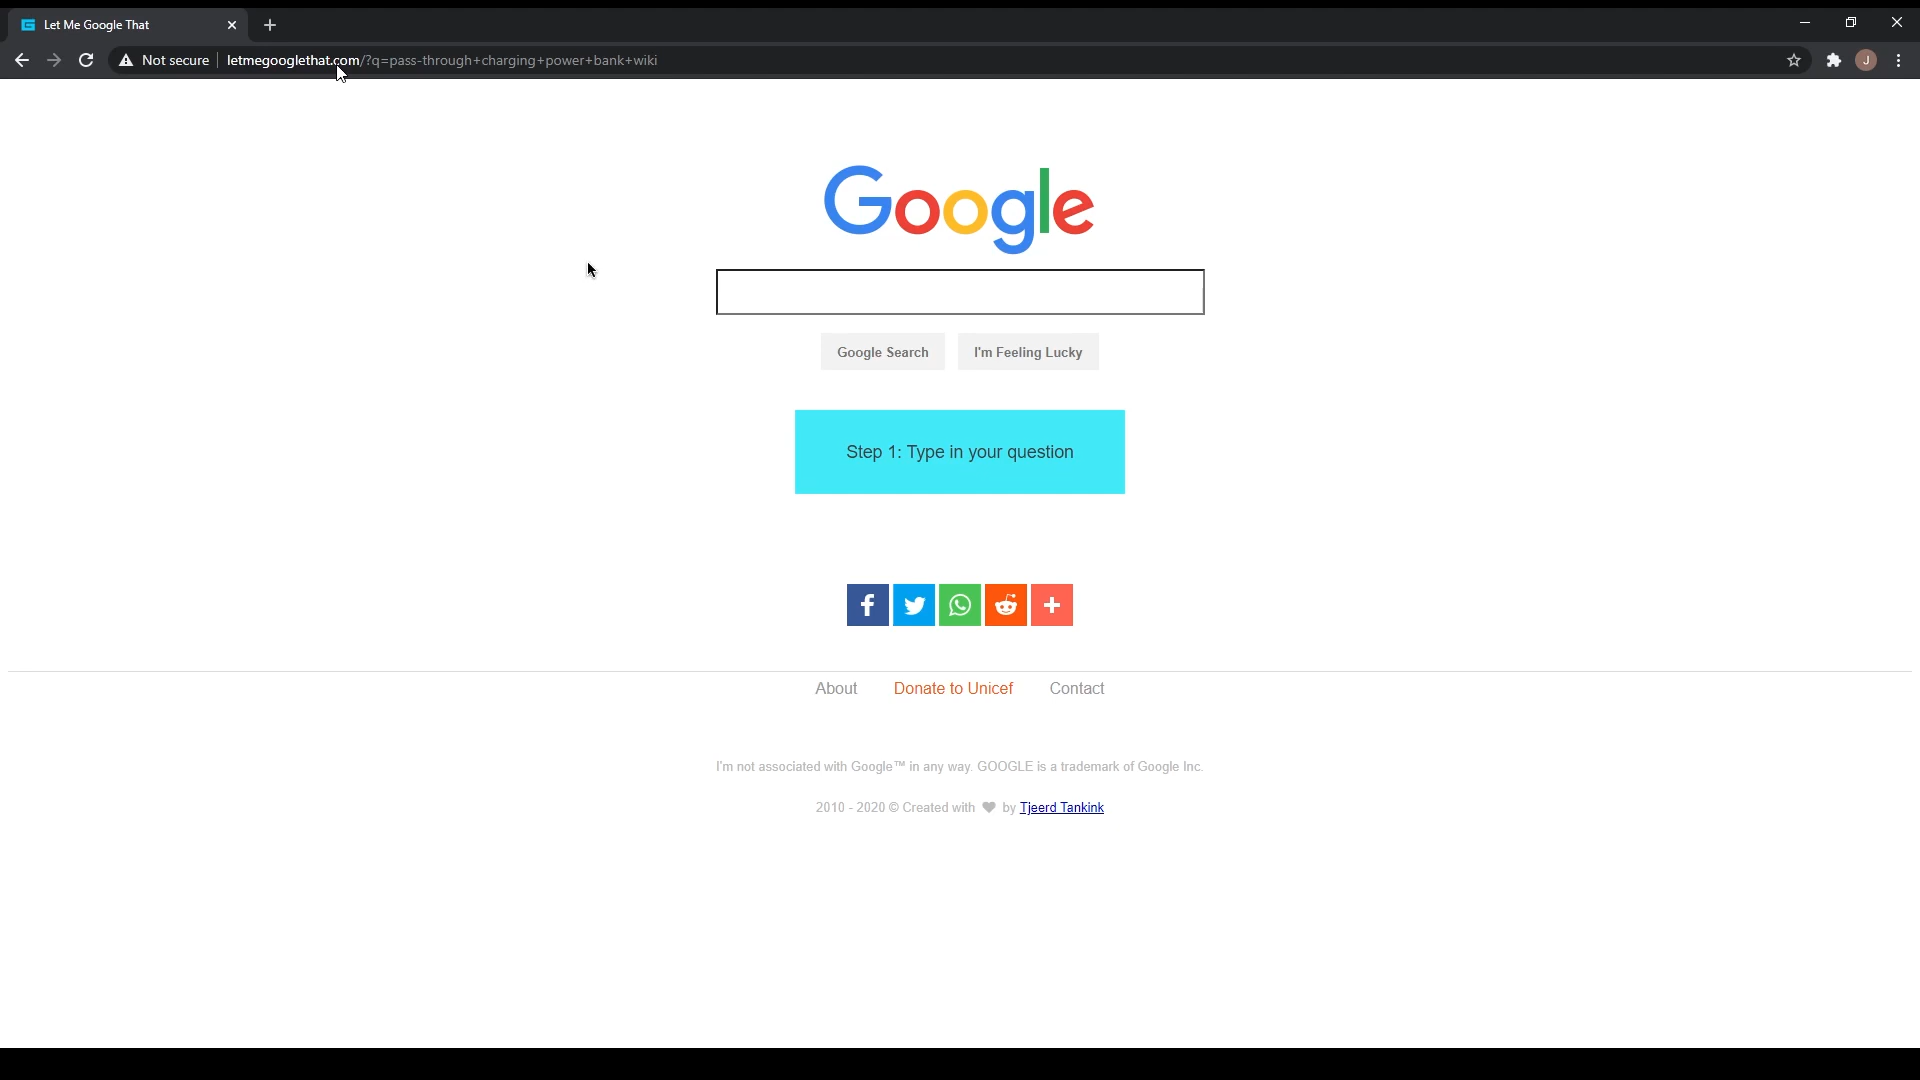 Let Me Google That
Not secure letmegooglethat.com/?q=pass-through+charging+power+bank+wiki
J
Google
Google Search I'm Feeling Lucky
Step 1: Type in your question
About Donate to Unicef Contact
I'm not associated with Google™ in any way. GOOGLE is a trademark of Google Inc.
2010 - 2020 © Created with ♥ by Tjeerd Tankink